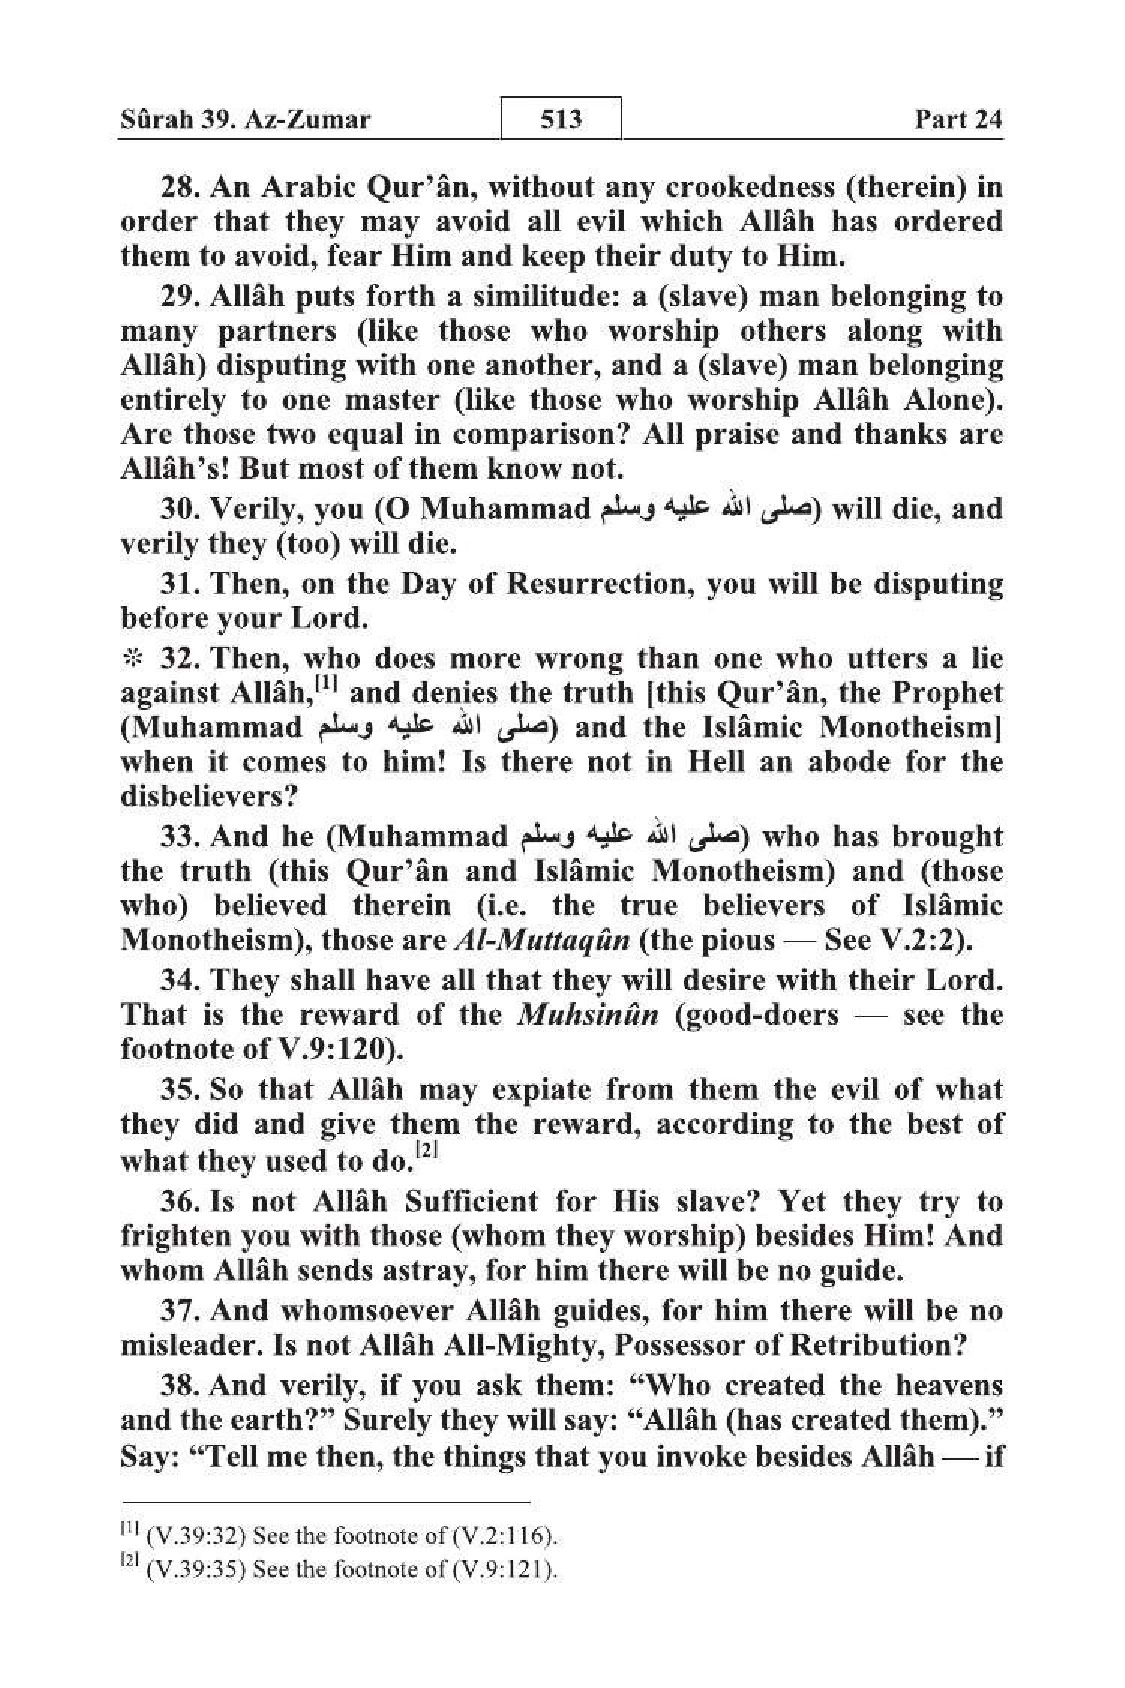 Sûrah 39. Az-Zumar 513 Part 24
28. An Arabic Qur’ân, without any crookedness (therein) in
order that they may avoid all evil which Allâh has ordered
them to avoid, fear Him and keep their duty to Him.
29. Allâh puts forth a similitude: a (slave) man belonging to
many partners (like those who worship others along with
Allâh) disputing with one another, and a (slave) man belonging
entirely to one master (like those who worship Allâh Alone).
Are those two equal in comparison? All praise and thanks are
Allâh’s! But most of them know not.
30. Verily, you (O Muhammad صلى الله عليه وسلم) will die, and
verily they (too) will die.
31. Then, on the Day of Resurrection, you will be disputing
before your Lord.
※ 32. Then, who does more wrong than one who utters a lie
against Allâh,[1] and denies the truth [this Qur’ân, the Prophet
(Muhammad صلى الله عليه وسلم) and the Islâmic Monotheism]
when it comes to him! Is there not in Hell an abode for the
disbelievers?
33. And he (Muhammad صلى الله عليه وسلم) who has brought
the truth (this Qur’ân and Islâmic Monotheism) and (those
who) believed therein (i.e. the true believers of Islâmic
Monotheism), those are Al-Muttaqûn (the pious — See V.2:2).
34. They shall have all that they will desire with their Lord.
That is the reward of the Muhsinûn (good-doers — see the
footnote of V.9:120).
35. So that Allâh may expiate from them the evil of what
they did and give them the reward, according to the best of
what they used to do.[2]
36. Is not Allâh Sufficient for His slave? Yet they try to
frighten you with those (whom they worship) besides Him! And
whom Allâh sends astray, for him there will be no guide.
37. And whomsoever Allâh guides, for him there will be no
misleader. Is not Allâh All-Mighty, Possessor of Retribution?
38. And verily, if you ask them: “Who created the heavens
and the earth?” Surely they will say: “Allâh (has created them).”
Say: “Tell me then, the things that you invoke besides Allâh — if
[1] (V.39:32) See the footnote of (V.2:116).
[2] (V.39:35) See the footnote of (V.9:121).